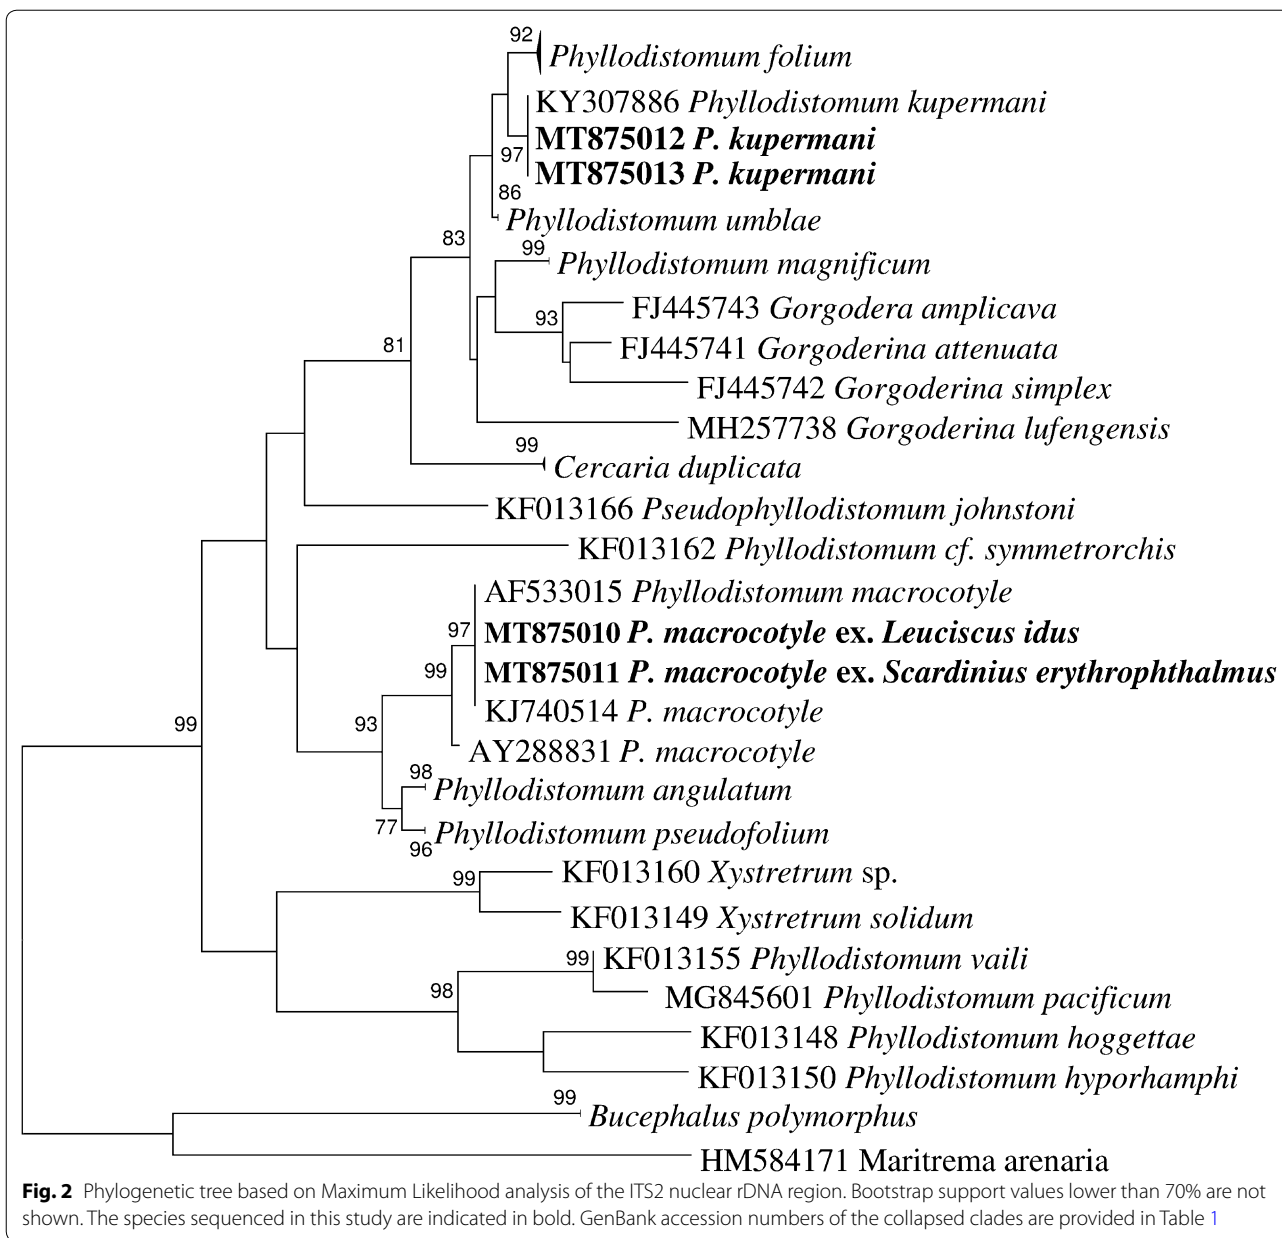 92
Phyllodistomum folium
KY307886 Phyllodistomum kupermani
MT875012 P. kupermani
97
MT875013 P. kupermani
86
Phyllodistomum umblae
83
99
Phyllodistomum magnificum
FJ445743 Gorgodera amplicava
93
FJ445741 Gorgoderina attenuata
81
FJ445742 Gorgoderina simplex
MH257738 Gorgoderina lufengensis
99
Cercaria duplicata
KF013166 Pseudophyllodistomum johnstoni
KF013162 Phyllodistomum cf. symmetrorchis
AF533015 Phyllodistomum macrocotyle
97
MT875010 P. macrocotyle ex. Leuciscus idus
99
MT875011 P. macrocotyle ex. Scardinius erythrophthalmus
KJ740514 P. macrocotyle
93
99
AY288831 P. macrocotyle
98
Phyllodistomum angulatum
77
Phyllodistomum pseudofolium
96
99
KF013160 Xystretrum sp.
KF013149 Xystretrum solidum
99
KF013155 Phyllodistomum vaili
98
MG845601 Phyllodistomum pacificum
KF013148 Phyllodistomum hoggettae
KF013150 Phyllodistomum hyporhamphi
99
Bucephalus polymorphus
HM584171 Maritrema arenaria
Fig. 2 Phylogenetic tree based on Maximum Likelihood analysis of the ITS2 nuclear rDNA region. Bootstrap support values lower than 70% are not
shown. The species sequenced in this study are indicated in bold. GenBank accession numbers of the collapsed clades are provided in Table 1